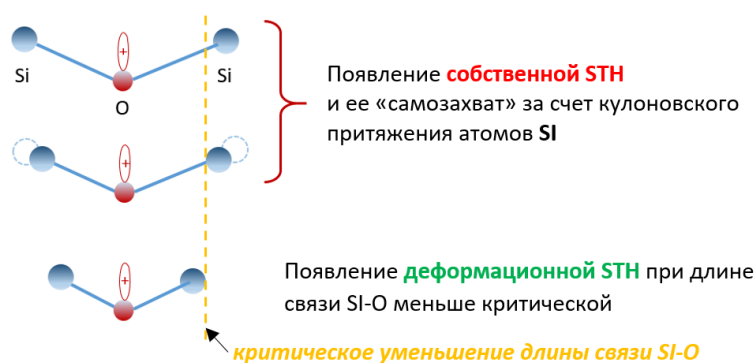 +
Si
Si
O
Появление собственной STH
и ее «самозахват» за счет кулоновского
притяжения атомов SI
+
+
Появление деформационной STH при длине
связи SI-O меньше критической
критическое уменьшение длины связи SI-O